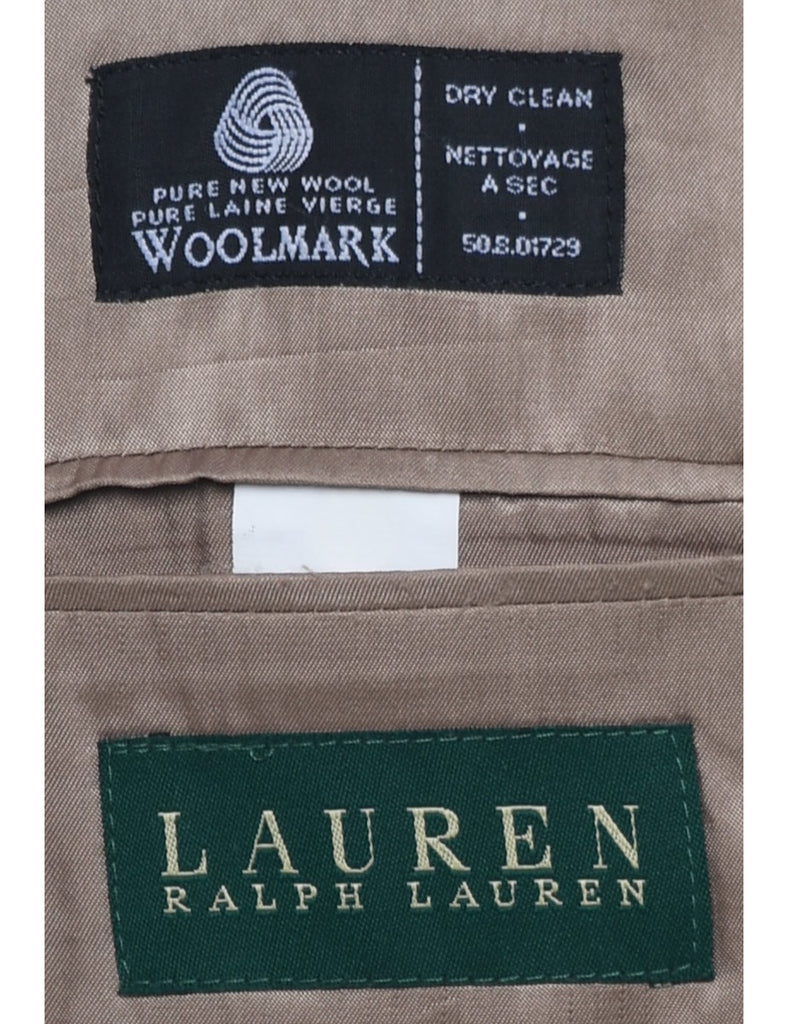 PURE NEW WOOL
PURE LAINE VIERGE
WOOLMARK
DRY CLEAN
·
NETTOYAGE
A SEC
·
50.8.01729
LAUREN
RALPH LAUREN